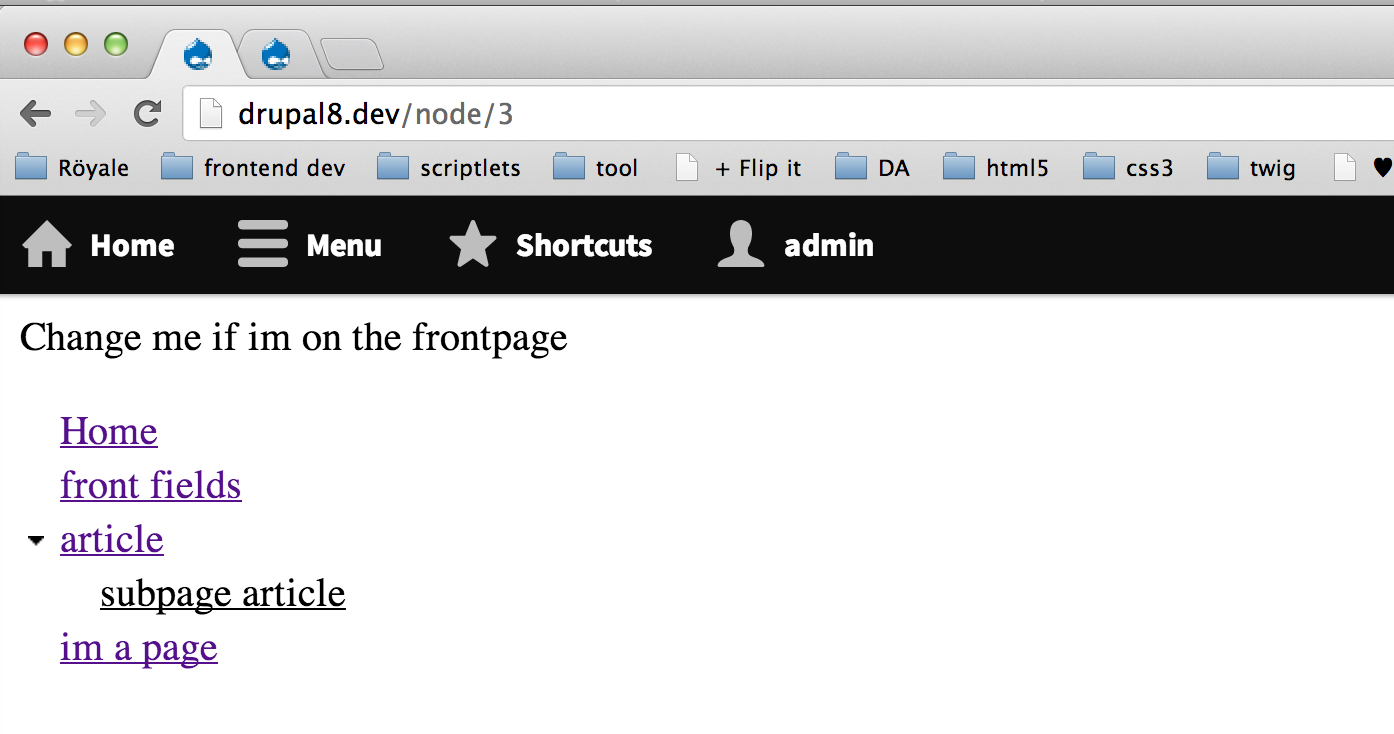 drupal8.dev/node/3
Röyale frontend dev scriptlets tool + Flip it DA html5 css3 twig ♥
Home Menu Shortcuts admin
Change me if im on the frontpage
Home
front fields
article
subpage article
im a page